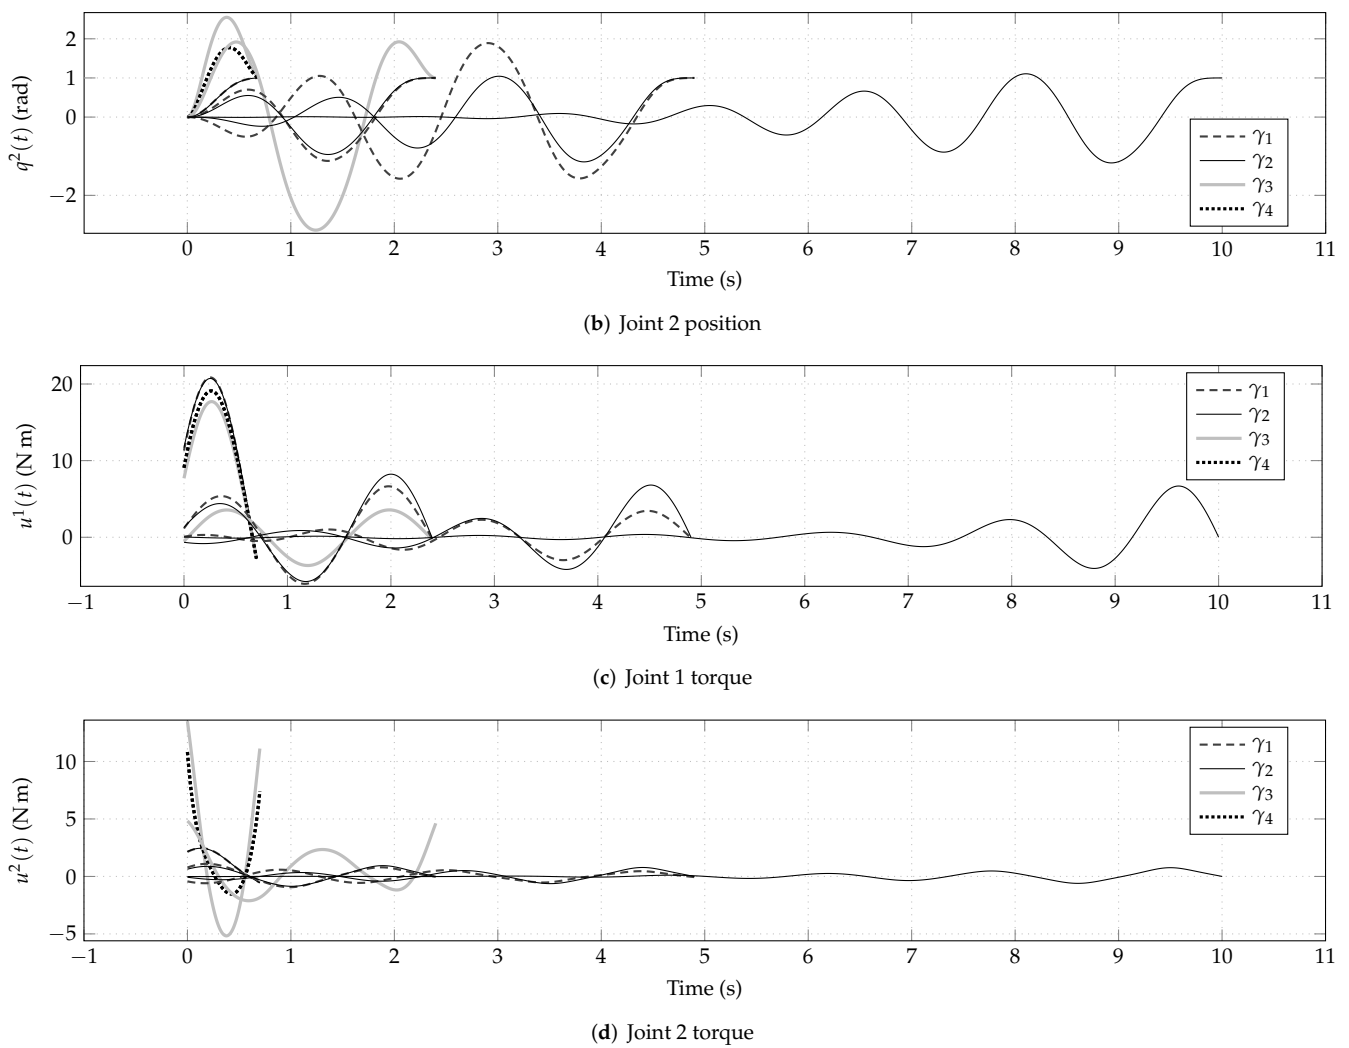 2
1
0
−2
q²(t) (rad)
γ1
γ2
γ3
γ4
0 1 2 3 4 5 6 7 8 9 10 11
Time (s)
(b) Joint 2 position
20
10
0
u¹(t) (N m)
γ1
γ2
γ3
γ4
−1 0 1 2 3 4 5 6 7 8 9 10 11
Time (s)
(c) Joint 1 torque
10
5
0
−5
u²(t) (N m)
γ1
γ2
γ3
γ4
−1 0 1 2 3 4 5 6 7 8 9 10 11
Time (s)
(d) Joint 2 torque